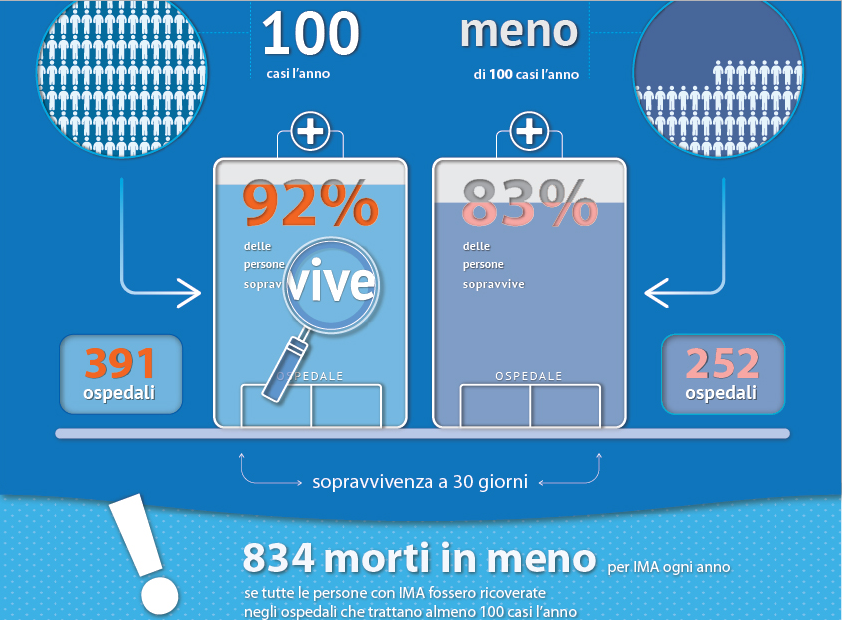 100
casi l'anno
meno
di 100 casi l'anno
92%
delle
persone
soprav
vive
OSPEDALE
391
ospedali
83%
delle
persone
sopravvive
OSPEDALE
252
ospedali
sopravvivenza a 30 giorni
834 morti in meno per IMA ogni anno
se tutte le persone con IMA fossero ricoverate
negli ospedali che trattano almeno 100 casi l'anno